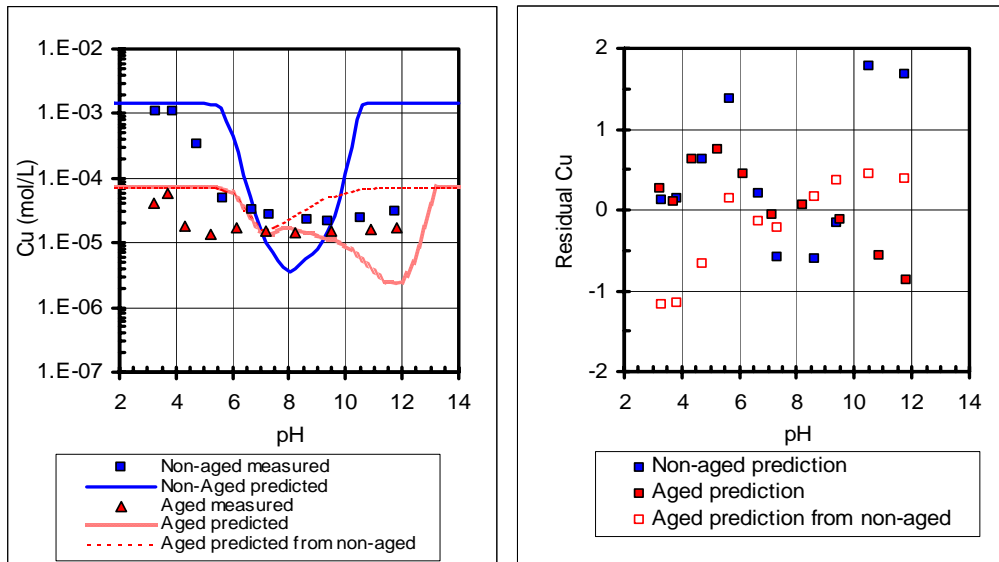 1.E-02
1.E-03
1.E-04
1.E-05
1.E-06
1.E-07
Cu (mol/L)
2 4 6 8 10 12 14
pH
Non-aged measured
Non-Aged predicted
Aged measured
Aged predicted
Aged predicted from non-aged
2
1
0
-1
-2
Residual Cu
2 4 6 8 10 12 14
pH
Non-aged prediction
Aged prediction
Aged prediction from non-aged